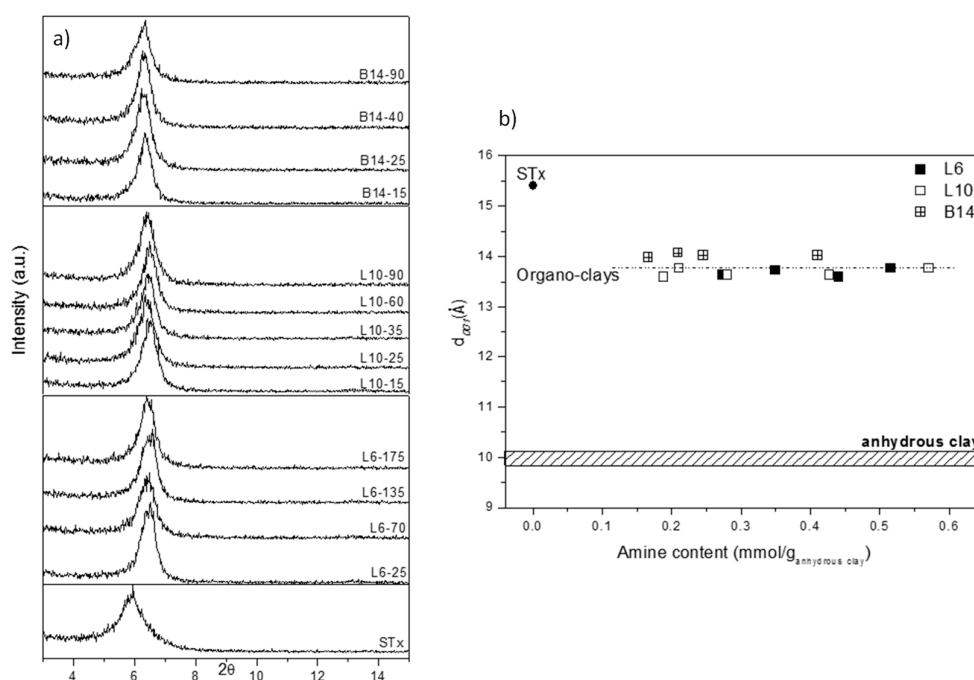 a)
B14-90
B14-40
B14-25
B14-15
L10-90
L10-60
L10-35
L10-25
L10-15
L6-175
L6-135
L6-70
L6-25
STx
Intensity (a.u.)
4 6 8 10 12 14
2θ
b)
16
15
14
13
12
11
10
9
d001(Å)
STx
L6
L10
B14
Organo-clays
anhydrous clay
0.0 0.1 0.2 0.3 0.4 0.5 0.6
Amine content (mmol/g anhydrous clay)